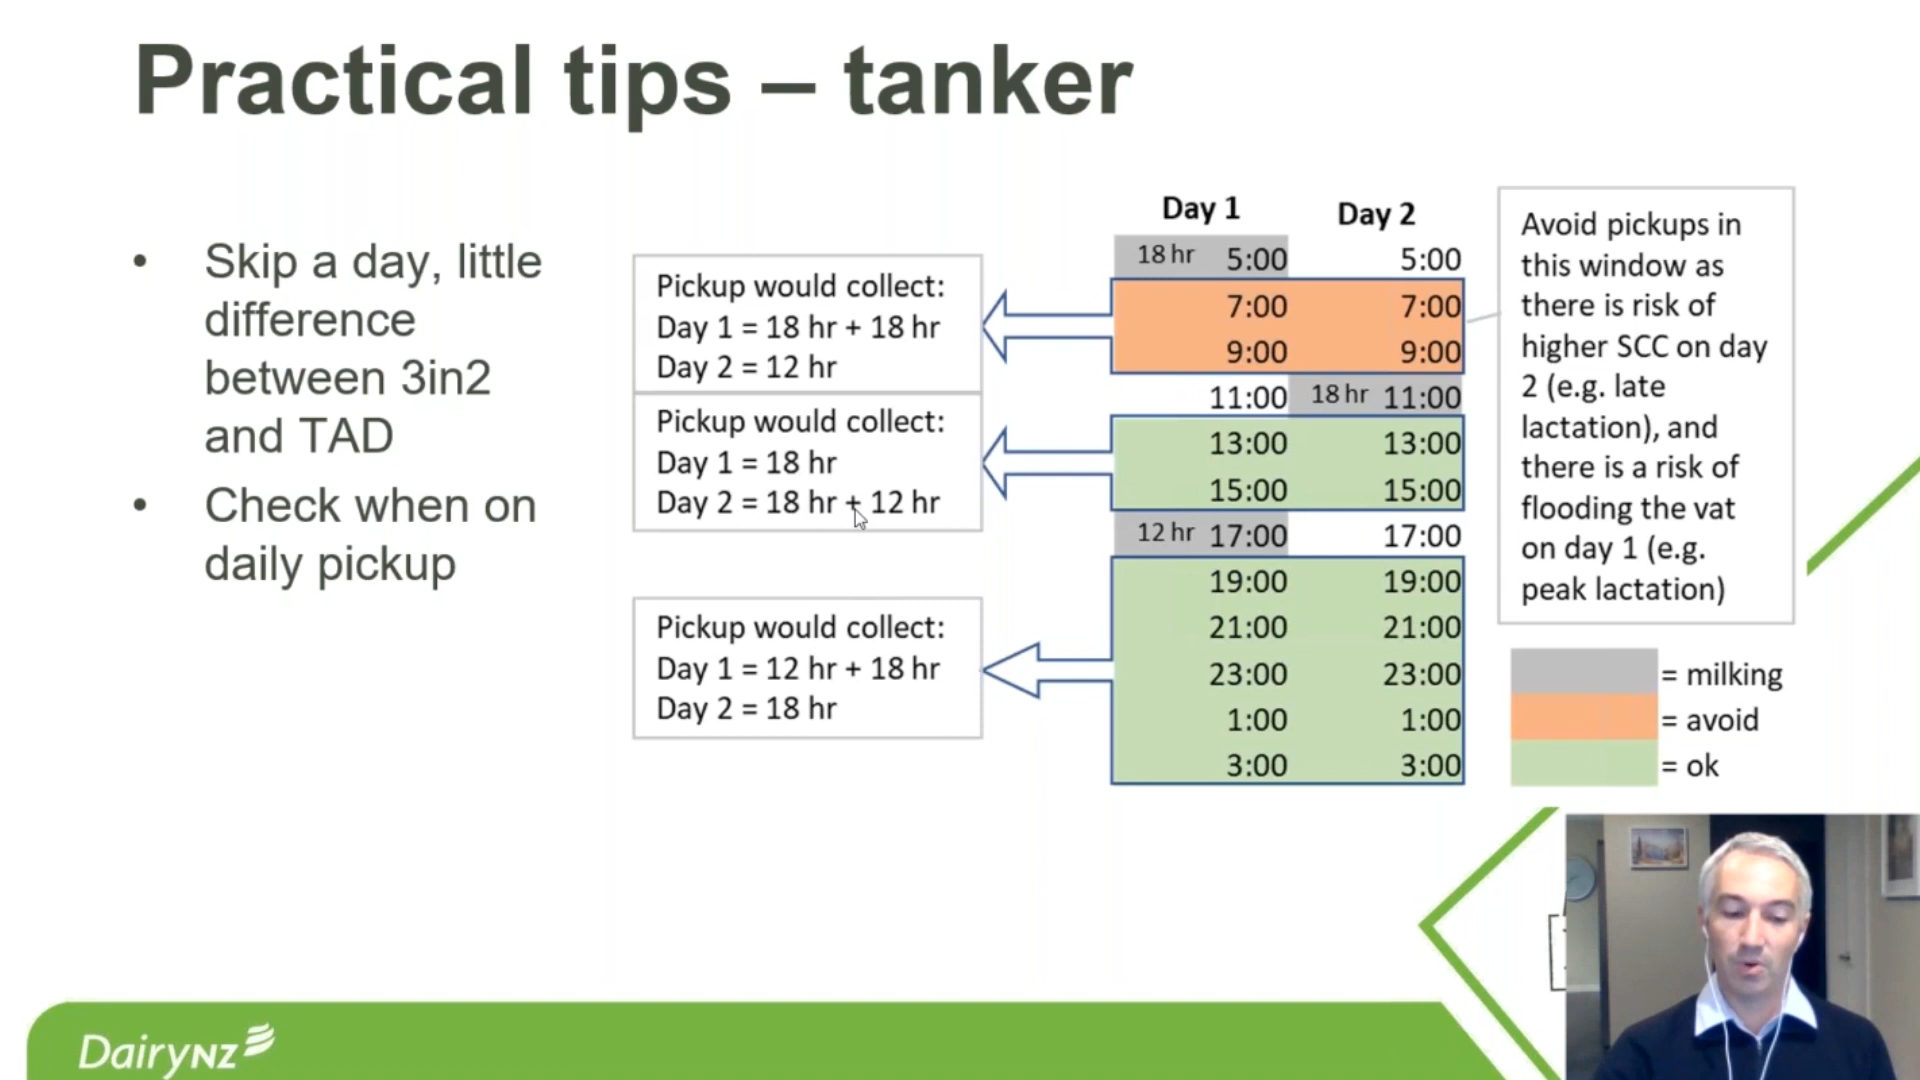 Practical tips – tanker
• Skip a day, little
difference
between 3in2
and TAD
• Check when on
daily pickup
Pickup would collect:
Day 1 = 18 hr + 18 hr
Day 2 = 12 hr
Pickup would collect:
Day 1 = 18 hr
Day 2 = 18 hr + 12 hr
Pickup would collect:
Day 1 = 12 hr + 18 hr
Day 2 = 18 hr
Day 1 Day 2
18 hr 5:00 5:00
7:00 7:00
9:00 9:00
11:00 18 hr 11:00
13:00 13:00
15:00 15:00
12 hr 17:00 17:00
19:00 19:00
21:00 21:00
23:00 23:00
1:00 1:00
3:00 3:00
Avoid pickups in
this window as
there is risk of
higher SCC on day
2 (e.g. late
lactation), and
there is a risk of
flooding the vat
on day 1 (e.g.
peak lactation)
= milking
= avoid
= ok
DairyNZ